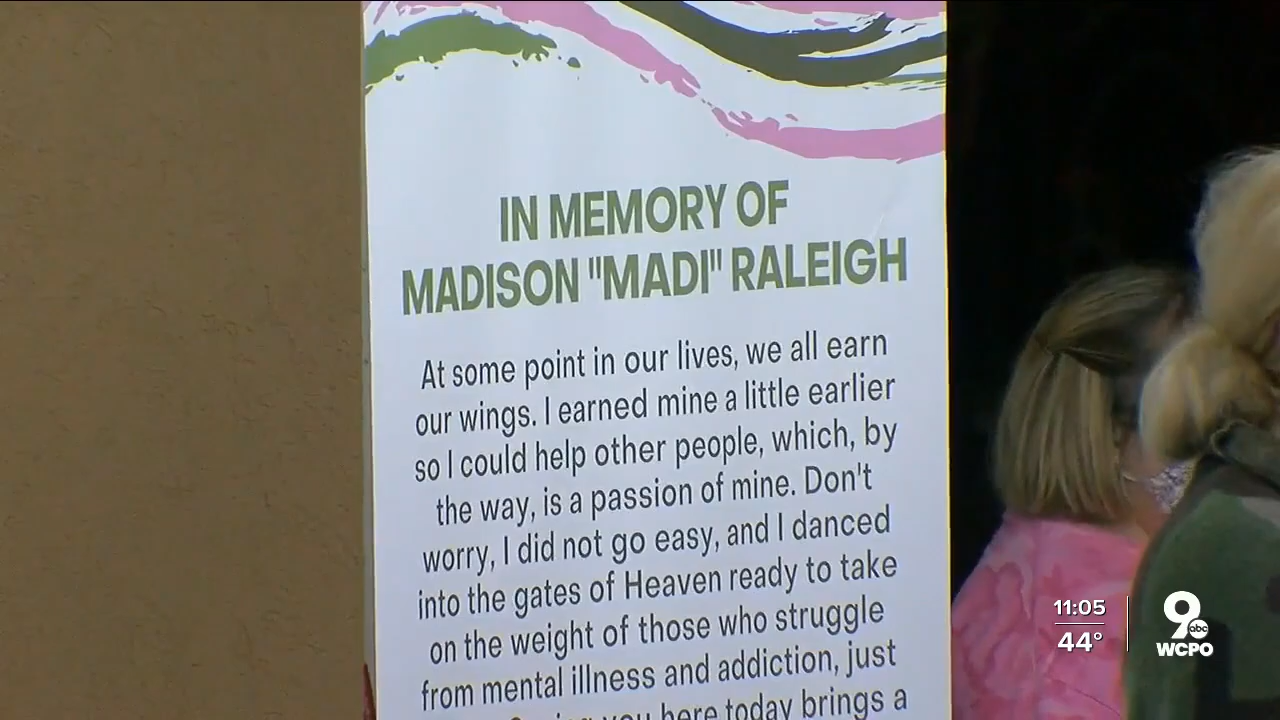 IN MEMORY OF
MADISON "MADI" RALEIGH
At some point in our lives, we all earn
our wings. I earned mine a little earlier
so I could help other people, which, by
the way, is a passion of mine. Don't
worry, I did not go easy, and I danced
into the gates of Heaven ready to take
on the weight of those who struggle
from mental illness and addiction, just
you here today brings a
11:05
44°
9
abc
WCPO